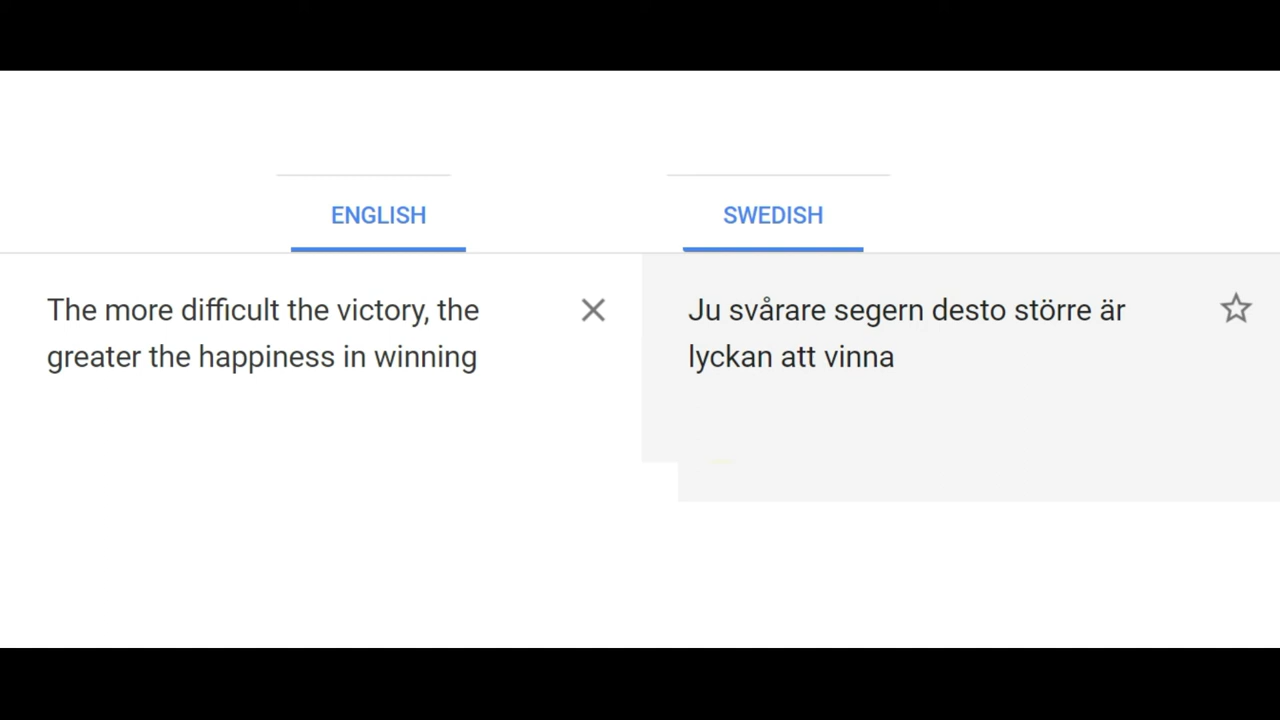 ENGLISH
SWEDISH
The more difficult the victory, the
greater the happiness in winning
Ju svårare segern desto större är
lyckan att vinna